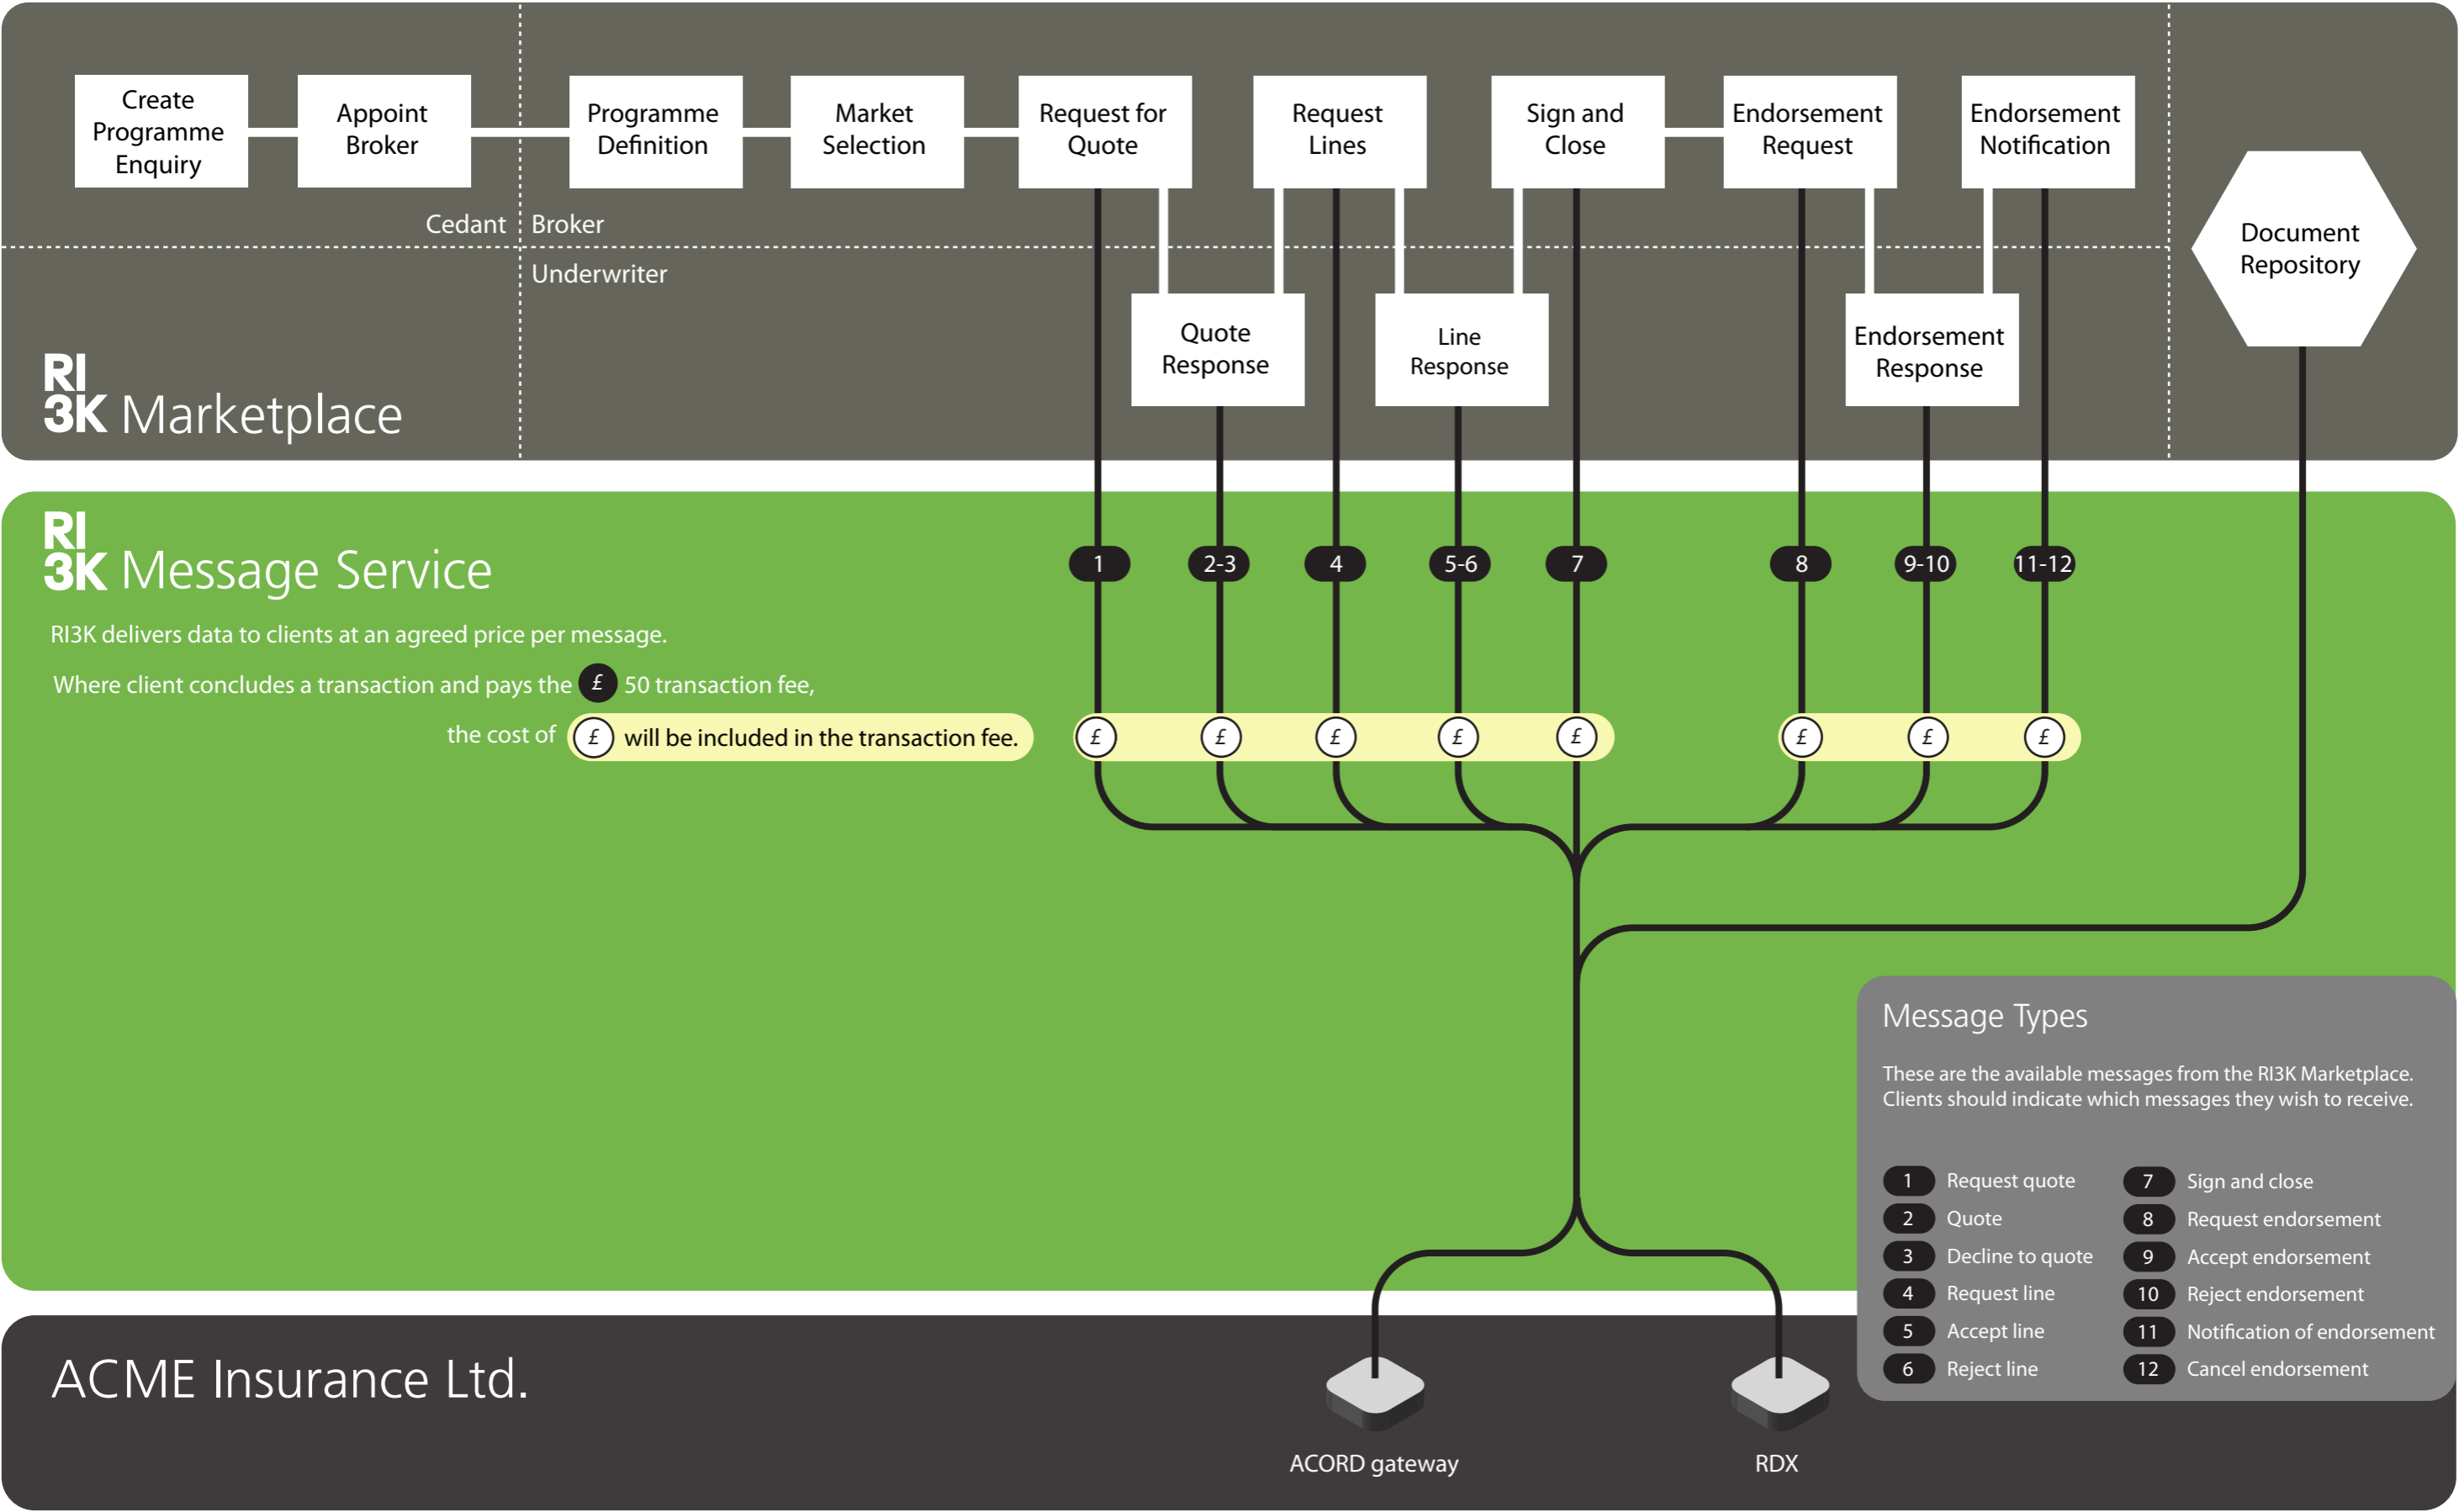 Create
Programme
Enquiry
Appoint
Broker
Programme
Definition
Market
Selection
Request for
Quote
Request
Lines
Sign and
Close
Endorsement
Request
Endorsement
Notification
Document
Repository
Cedant
Broker
Underwriter
Quote
Response
Line
Response
Endorsement
Response
RI
3K Marketplace
RI
3K Message Service
1
2-3
4
5-6
7
8
9-10
11-12
RI3K delivers data to clients at an agreed price per message.
Where client concludes a transaction and pays the £ 50 transaction fee,
the cost of £ will be included in the transaction fee.
£
£
£
£
£
£
£
£
Message Types
These are the available messages from the RI3K Marketplace.
Clients should indicate which messages they wish to receive.
1 Request quote
2 Quote
3 Decline to quote
4 Request line
5 Accept line
6 Reject line
7 Sign and close
8 Request endorsement
9 Accept endorsement
10 Reject endorsement
11 Notification of endorsement
12 Cancel endorsement
ACME Insurance Ltd.
ACORD gateway
RDX